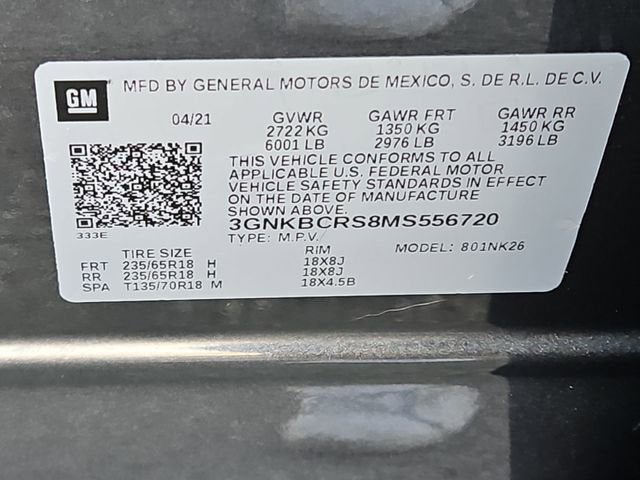 GM MFD BY GENERAL MOTORS DE MEXICO, S. DE R.L. DE C.V.
04/21 GVWR GAWR FRT GAWR RR
2722 KG 1350 KG 1450 KG
6001 LB 2976 LB 3196 LB
THIS VEHICLE CONFORMS TO ALL
APPLICABLE U.S. FEDERAL MOTOR
VEHICLE SAFETY STANDARDS IN EFFECT
ON THE DATE OF MANUFACTURE
SHOWN ABOVE.
333E
3GNKBCRS8MS556720
TYPE: M.P.V. MODEL: 801NK26
TIRE SIZE RIM
FRT 235/65R18 H 18X8J
RR 235/65R18 H 18X8J
SPA T135/70R18 M 18X4.5B